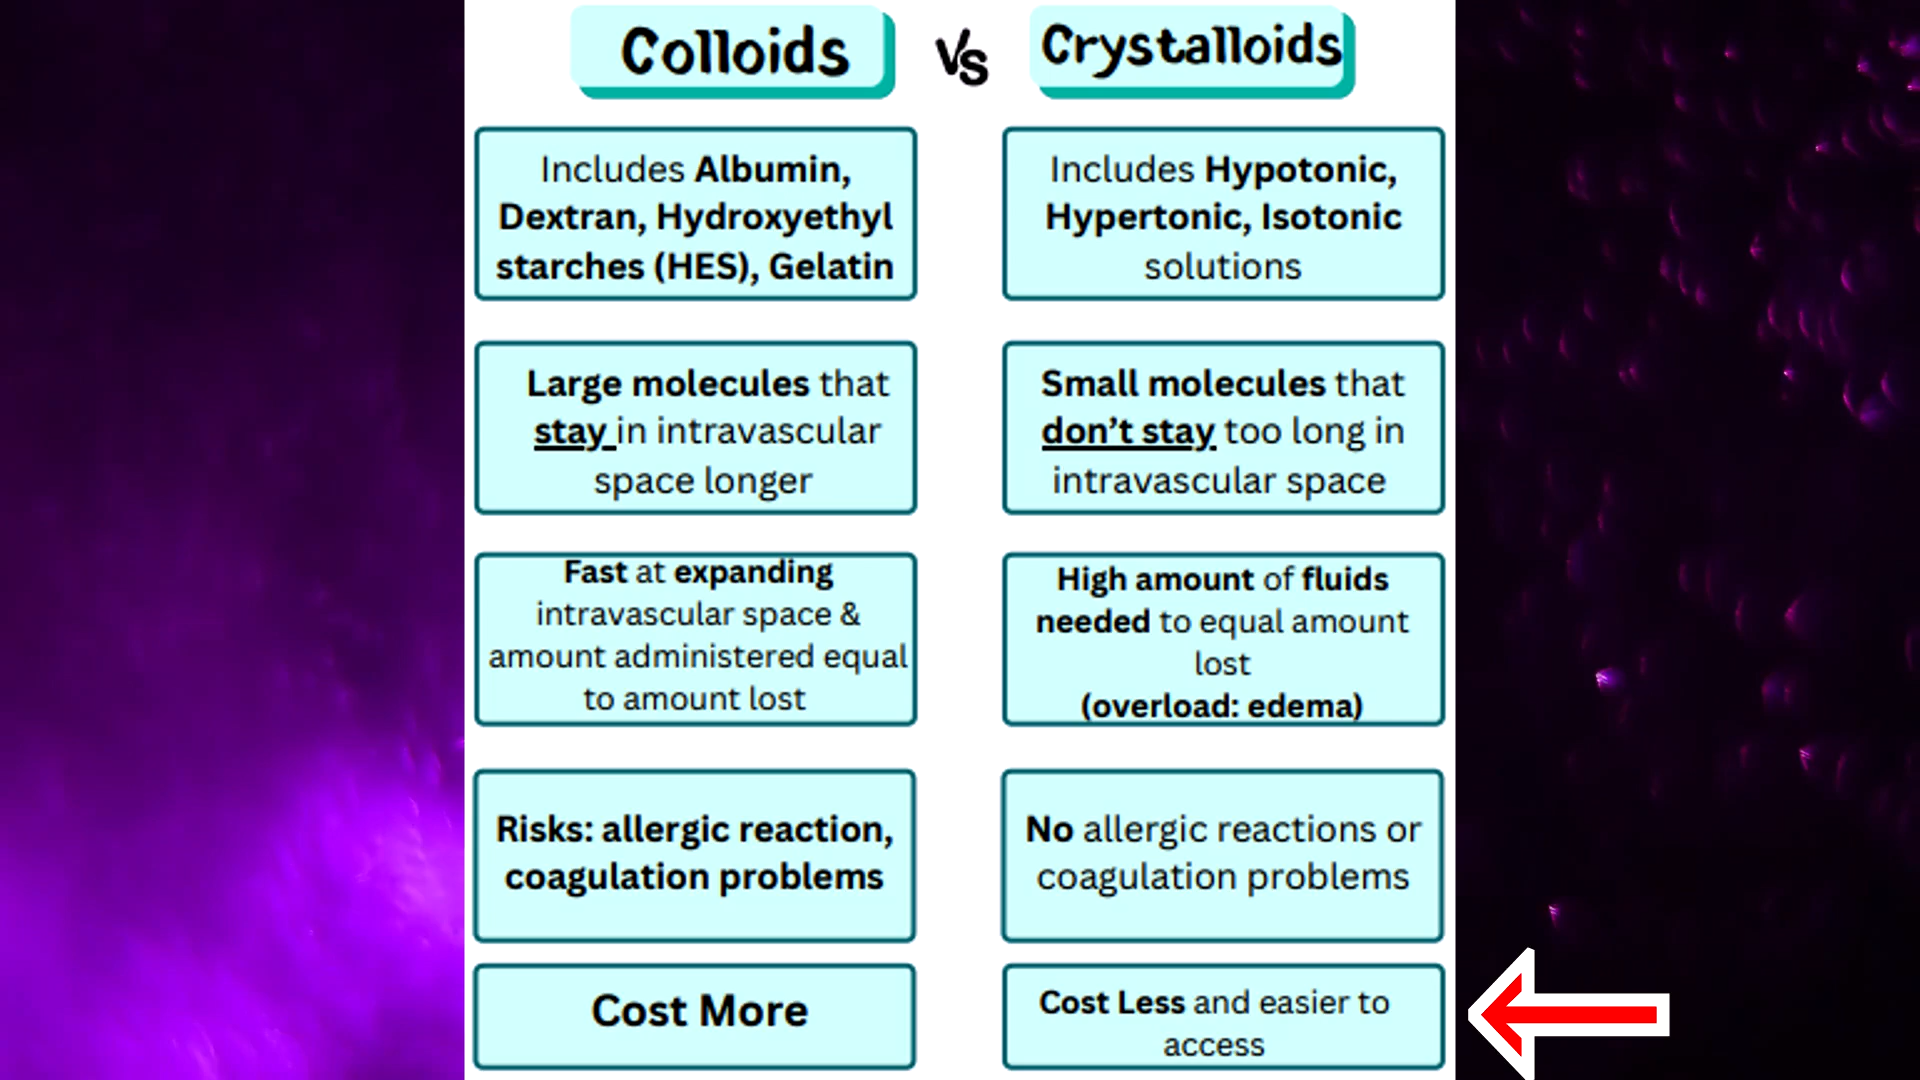 Colloids vs Crystalloids
Includes Albumin,
Dextran, Hydroxyethyl
starches (HES), Gelatin
Includes Hypotonic,
Hypertonic, Isotonic
solutions
Large molecules that
stay in intravascular
space longer
Small molecules that
don’t stay too long in
intravascular space
Fast at expanding
intravascular space &
amount administered equal
to amount lost
High amount of fluids
needed to equal amount
lost
(overload: edema)
Risks: allergic reaction,
coagulation problems
No allergic reactions or
coagulation problems
Cost More
Cost Less and easier to
access